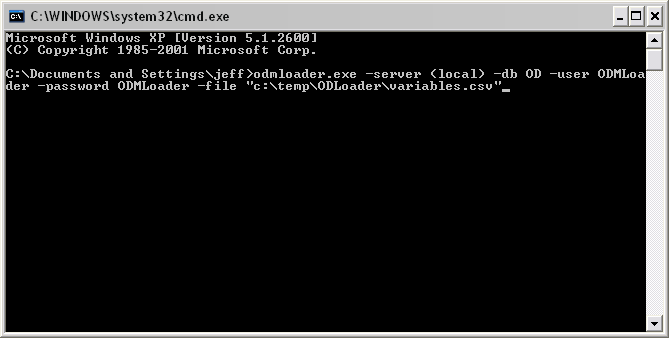 C:\WINDOWS\system32\cmd.exe
Microsoft Windows XP [Version 5.1.2600]
(C) Copyright 1985-2001 Microsoft Corp.
C:\Documents and Settings\jeff>odmloader.exe -server (local) -db OD -user ODMLoa
der -password ODMLoader -file "c:\temp\ODLoader\variables.csv"_